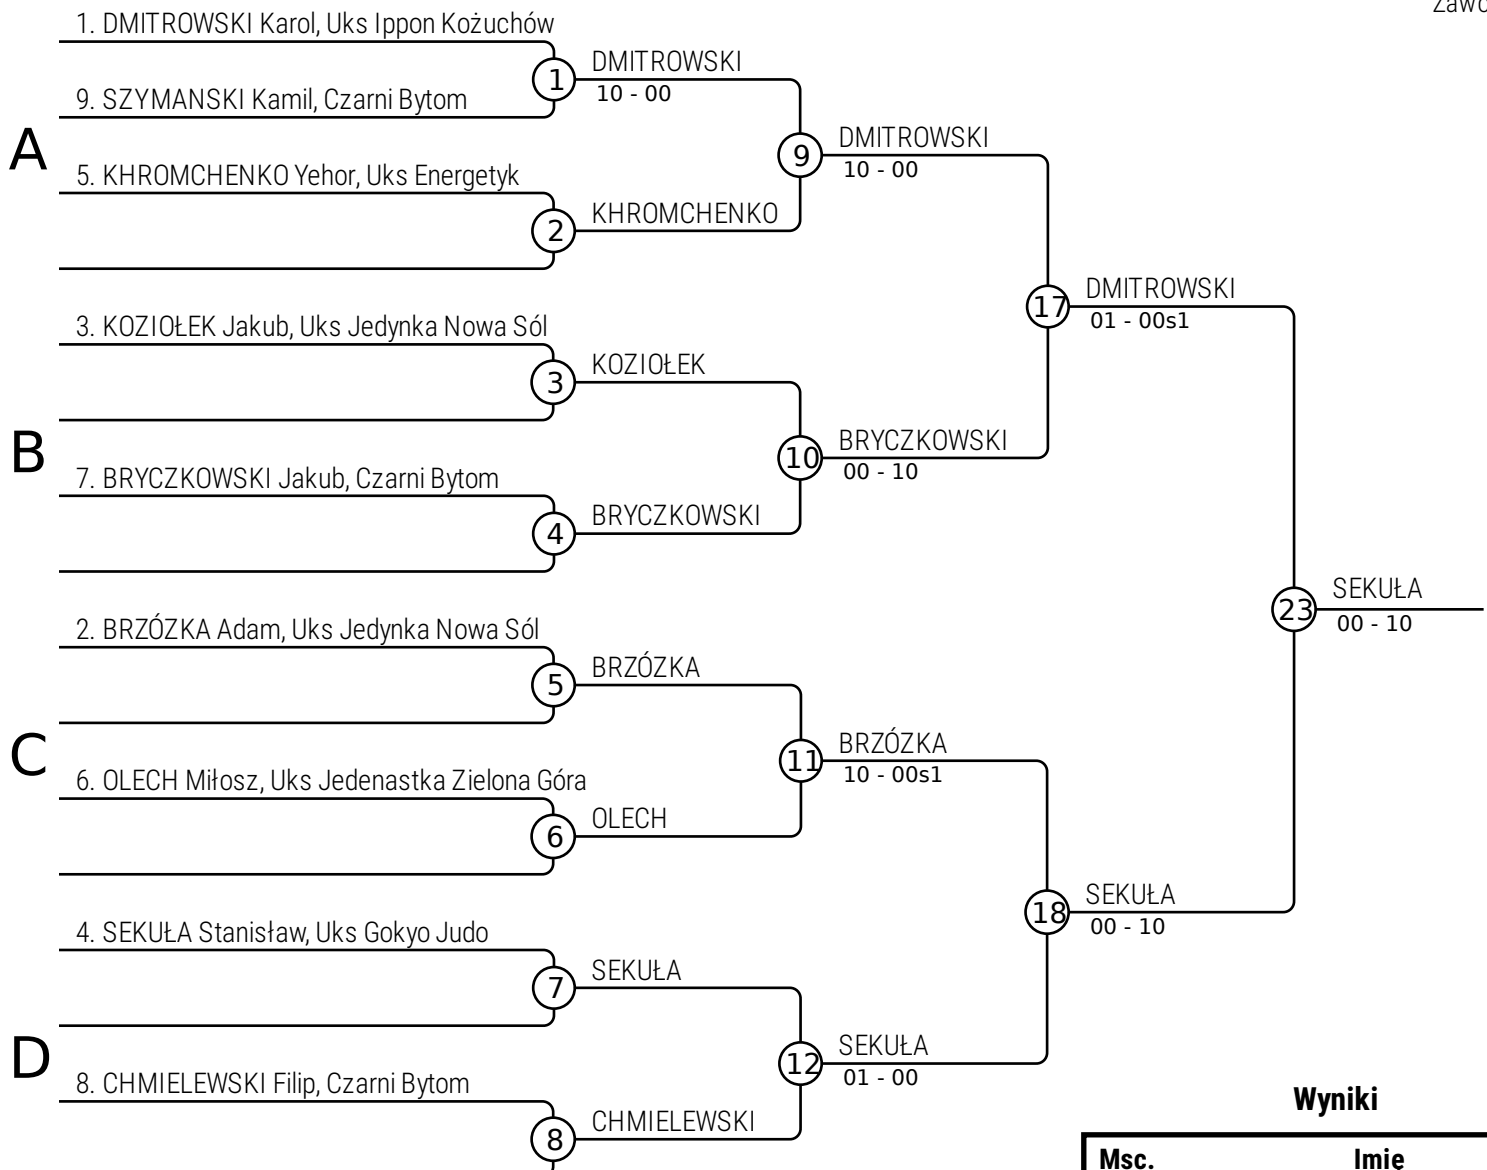 Zawo
1. DMITROWSKI Karol, Uks Ippon Kożuchów
1
DMITROWSKI
10 - 00
9. SZYMANSKI Kamil, Czarni Bytom
A
9
DMITROWSKI
10 - 00
5. KHROMCHENKO Yehor, Uks Energetyk
2
KHROMCHENKO
17
DMITROWSKI
01 - 00s1
3. KOZIOŁEK Jakub, Uks Jedynka Nowa Sól
3
KOZIOŁEK
B
10
BRYCZKOWSKI
00 - 10
7. BRYCZKOWSKI Jakub, Czarni Bytom
4
BRYCZKOWSKI
23
SEKUŁA
00 - 10
2. BRZÓZKA Adam, Uks Jedynka Nowa Sól
5
BRZÓZKA
C
11
BRZÓZKA
10 - 00s1
6. OLECH Miłosz, Uks Jedenastka Zielona Góra
6
OLECH
18
SEKUŁA
00 - 10
4. SEKUŁA Stanisław, Uks Gokyo Judo
7
SEKUŁA
D
12
SEKUŁA
01 - 00
8. CHMIELEWSKI Filip, Czarni Bytom
8
CHMIELEWSKI
Wyniki
Msc. Imię